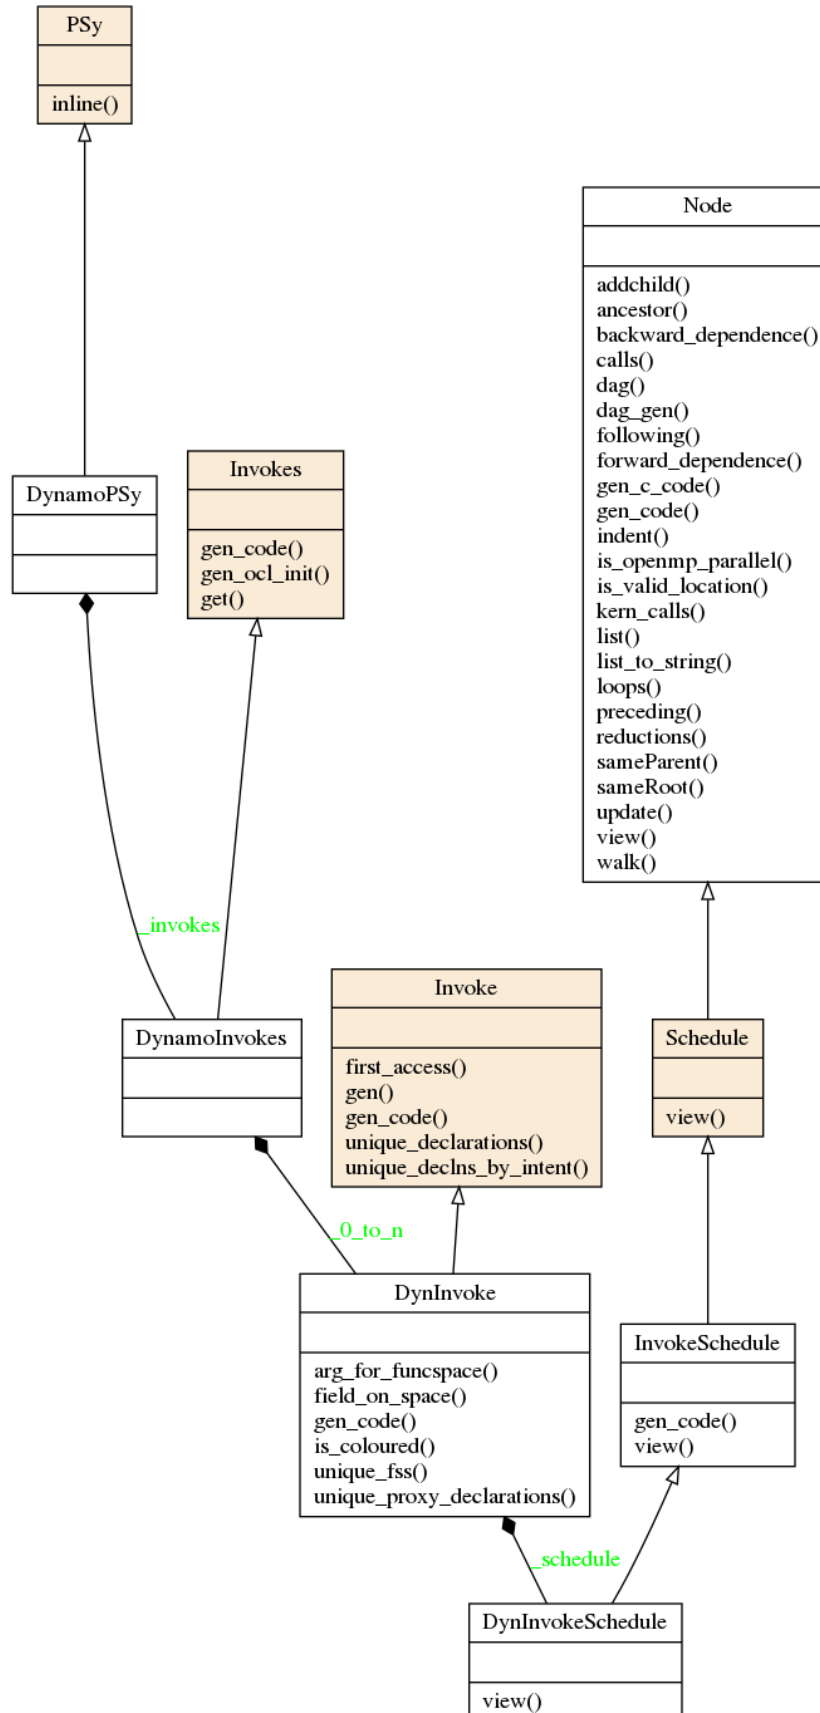 PSy
inline()
Node
addchild()
ancestor()
backward_dependence()
calls()
dag()
dag_gen()
following()
forward_dependence()
gen_c_code()
gen_code()
indent()
is_openmp_parallel()
is_valid_location()
kern_calls()
list()
list_to_string()
loops()
preceding()
reductions()
sameParent()
sameRoot()
update()
view()
walk()
DynamoPSy
Invokes
gen_code()
gen_ocl_init()
get()
_invokes
DynamoInvokes
Invoke
first_access()
gen()
gen_code()
unique_declarations()
unique_declns_by_intent()
Schedule
view()
_0_to_n
DynInvoke
arg_for_funcspace()
field_on_space()
gen_code()
is_coloured()
unique_fss()
unique_proxy_declarations()
InvokeSchedule
gen_code()
view()
_schedule
DynInvokeSchedule
view()